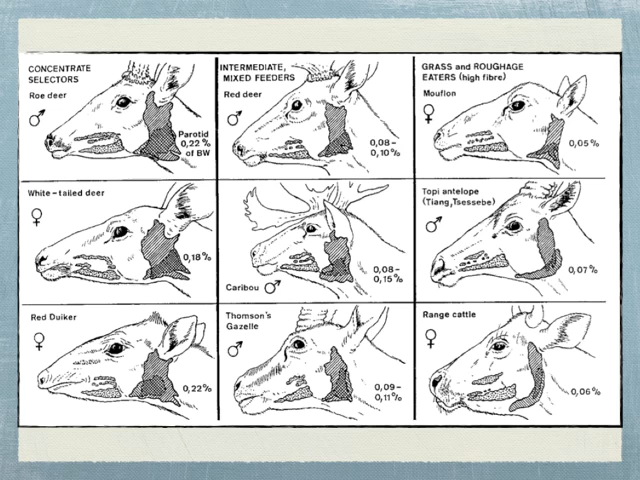 CONCENTRATE
SELECTORS
Roe deer
♂
Parotid
0,22 %
of BW
INTERMEDIATE,
MIXED FEEDERS
Red deer
♂
0,08 –
0,10 %
GRASS and ROUGHAGE
EATERS (high fibre)
Mouflon
♀
0,05 %
White – tailed deer
♀
0,18%
Caribou ♂
0,08 –
0,15 %
Topi antelope
(Tiang, Tsessebe)
♂
0,07 %
Red Duiker
♀
0,22%
Thomson's
Gazelle
♂
0,09 –
0,11 %
Range cattle
♀
0,06 %